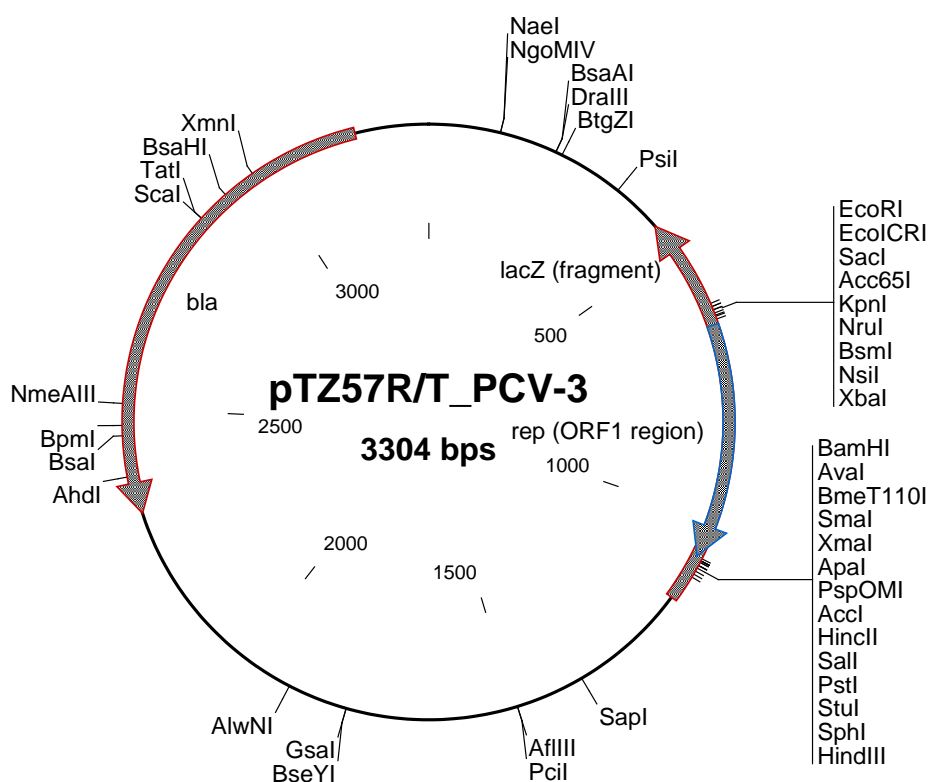 NaeI
NgoMIV
BsaAI
DraIII
BtgZI
PsiI
XmnI
BsaHI
TatI
ScaI
EcoRI
EcoICRI
SacI
Acc65I
KpnI
NruI
BsmI
NsiI
XbaI
lacZ (fragment)
3000
500
bla
pTZ57R/T_PCV-3
3304 bps
rep (ORF1 region)
NmeAIII
BpmI
BsaI
AhdI
2500
1000
2000
1500
BamHI
AvaI
BmeT110I
SmaI
XmaI
ApaI
PspOMI
AccI
HincII
SalI
PstI
StuI
SphI
HindIII
AlwNI
GsaI
BseYI
AflIII
PciI
SapI